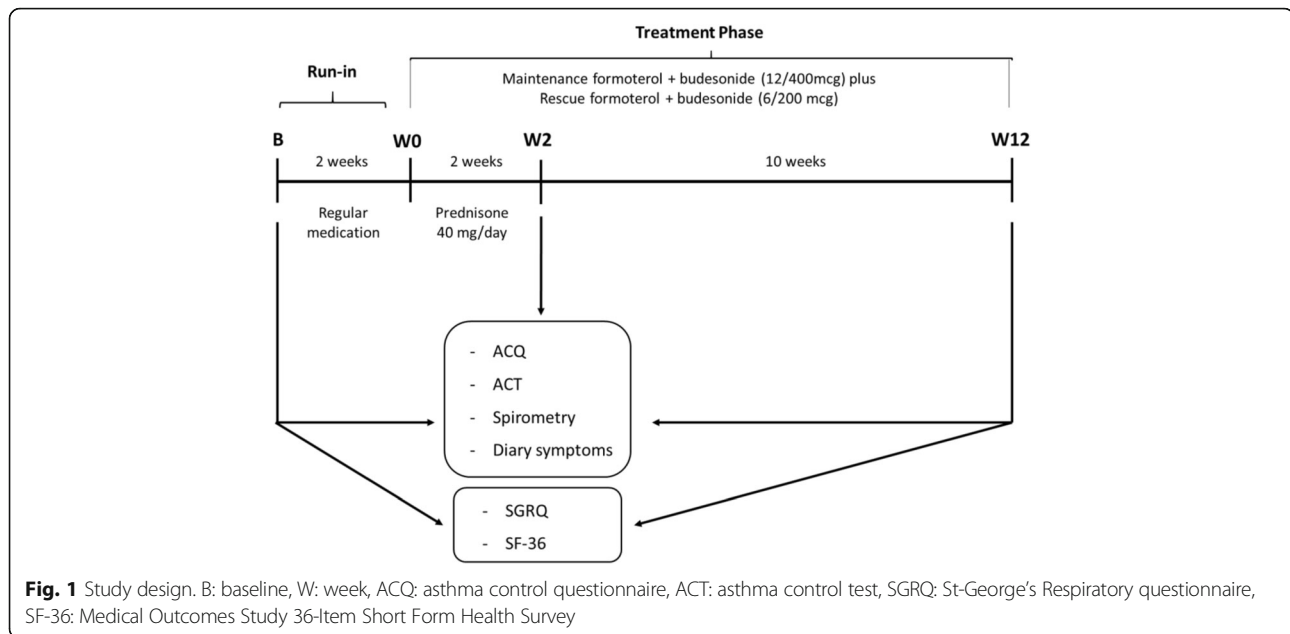 Treatment Phase
Run-in
Maintenance formoterol + budesonide (12/400mcg) plus
Rescue formoterol + budesonide (6/200 mcg)
B
W0
W2
W12
2 weeks
2 weeks
10 weeks
Regular
medication
Prednisone
40 mg/day
- ACQ
- ACT
- Spirometry
- Diary symptoms
- SGRQ
- SF-36
Fig. 1 Study design. B: baseline, W: week, ACQ: asthma control questionnaire, ACT: asthma control test, SGRQ: St-George’s Respiratory questionnaire,
SF-36: Medical Outcomes Study 36-Item Short Form Health Survey